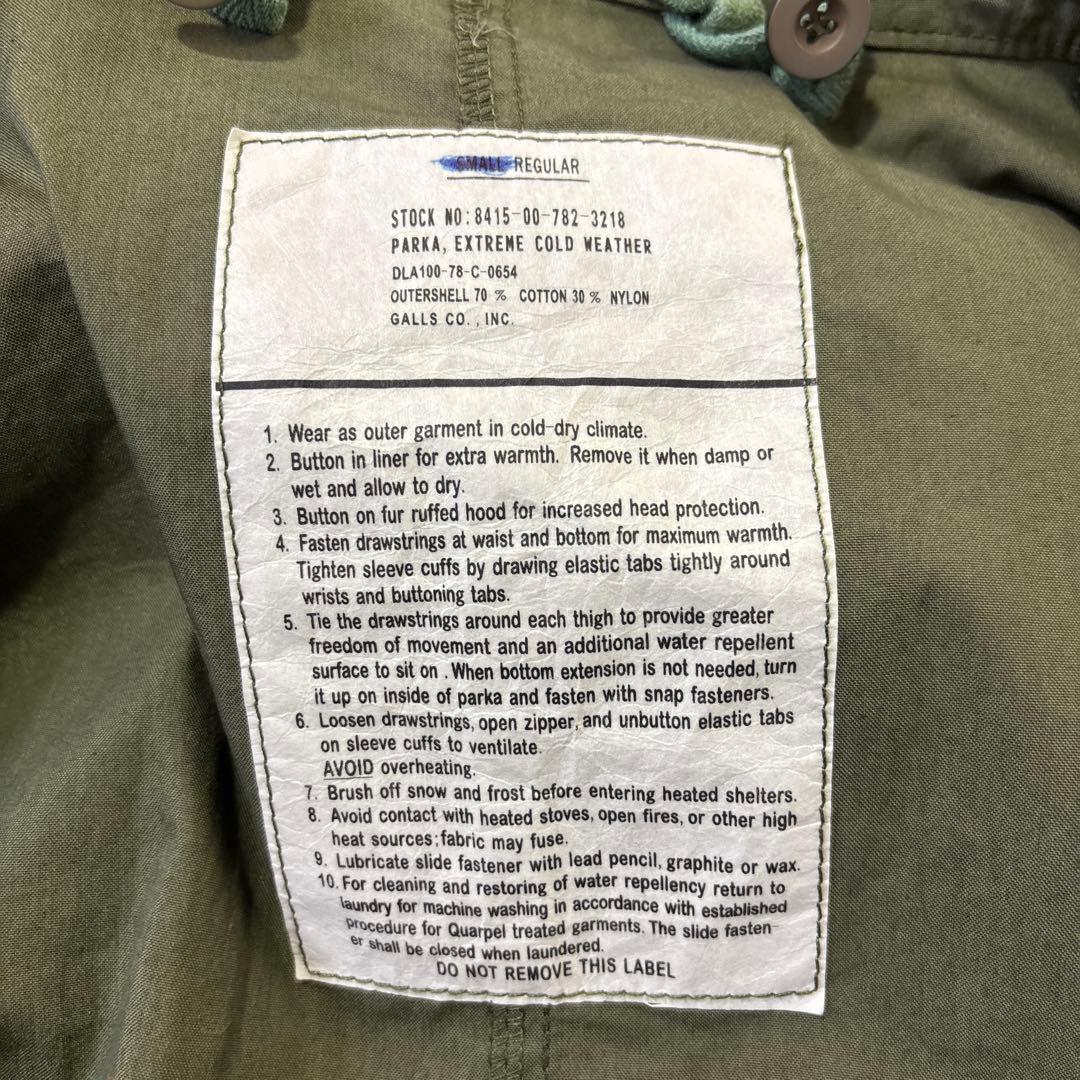 SMALL REGULAR
STOCK NO: 8415-00-782-3218
PARKA, EXTREME COLD WEATHER
DLA100-78-C-0654
OUTERSHELL 70 % COTTON 30 % NYLON
GALLS CO., INC.
1. Wear as outer garment in cold-dry climate.
2. Button in liner for extra warmth. Remove it when damp or
wet and allow to dry.
3. Button on fur ruffed hood for increased head protection.
4. Fasten drawstrings at waist and bottom for maximum warmth.
Tighten sleeve cuffs by drawing elastic tabs tightly around
wrists and buttoning tabs.
5. Tie the drawstrings around each thigh to provide greater
freedom of movement and an additional water repellent
surface to sit on . When bottom extension is not needed, turn
it up on inside of parka and fasten with snap fasteners.
6. Loosen drawstrings, open zipper, and unbutton elastic tabs
on sleeve cuffs to ventilate.
AVOID overheating.
7. Brush off snow and frost before entering heated shelters.
8. Avoid contact with heated stoves, open fires, or other high
heat sources; fabric may fuse.
9. Lubricate slide fastener with lead pencil, graphite or wax.
10. For cleaning and restoring of water repellency return to
laundry for machine washing in accordance with established
procedure for Quarpel treated garments. The slide fasten-
er shall be closed when laundered.
DO NOT REMOVE THIS LABEL